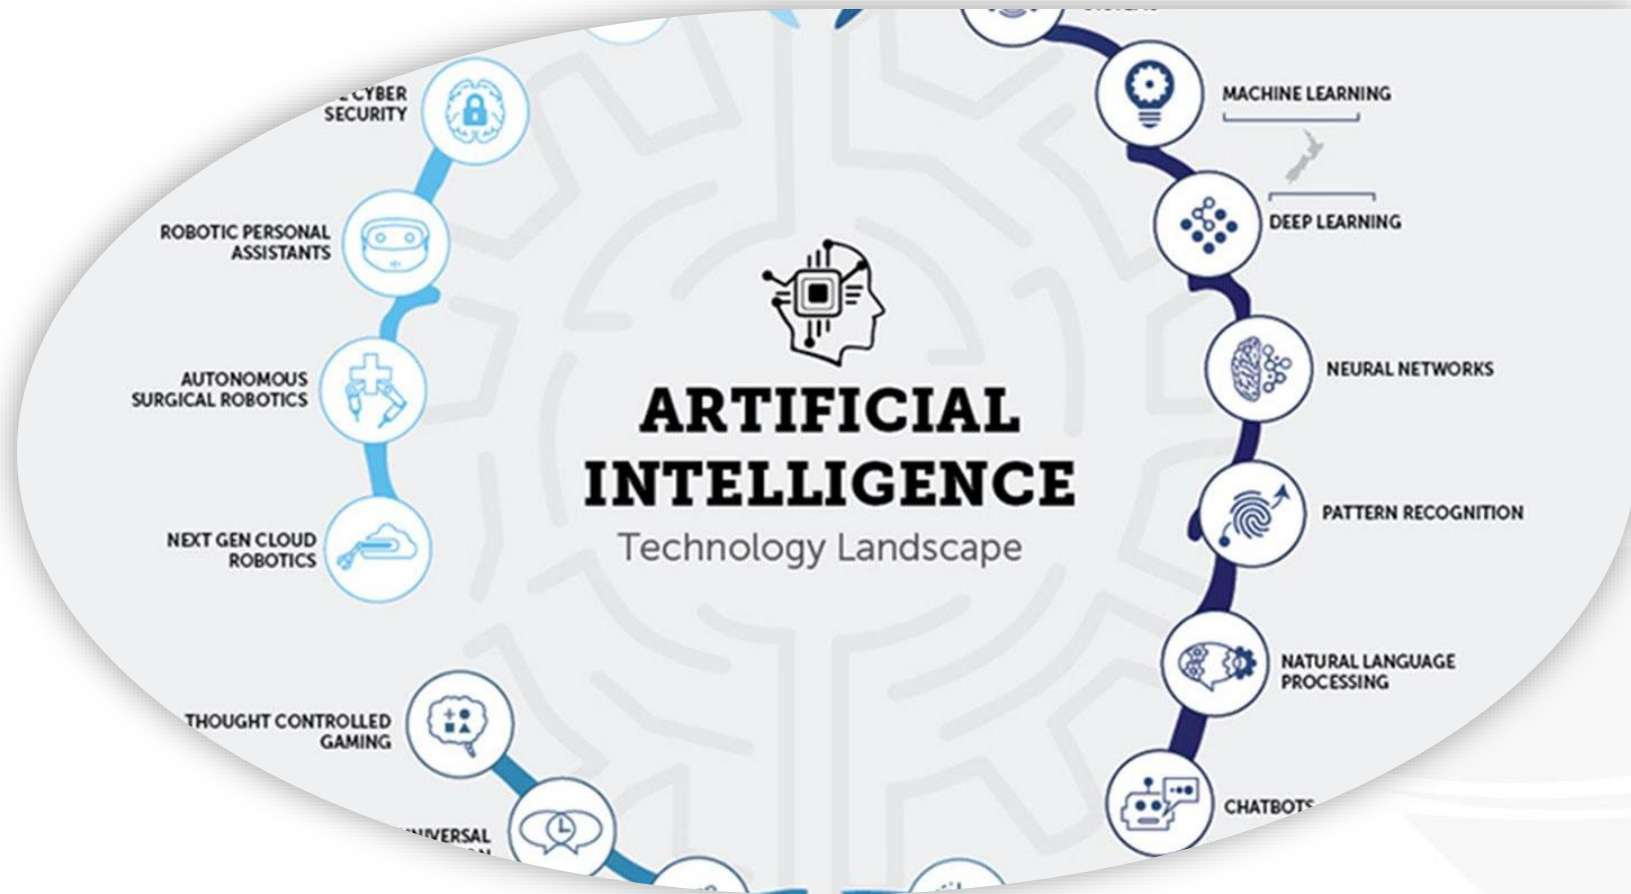 CYBER
SECURITY
ROBOTIC PERSONAL
ASSISTANTS
AUTONOMOUS
SURGICAL ROBOTICS
NEXT GEN CLOUD
ROBOTICS
THOUGHT CONTROLLED
GAMING
ARTIFICIAL
INTELLIGENCE
Technology Landscape
MACHINE LEARNING
DEEP LEARNING
NEURAL NETWORKS
PATTERN RECOGNITION
NATURAL LANGUAGE
PROCESSING
CHATBOTS